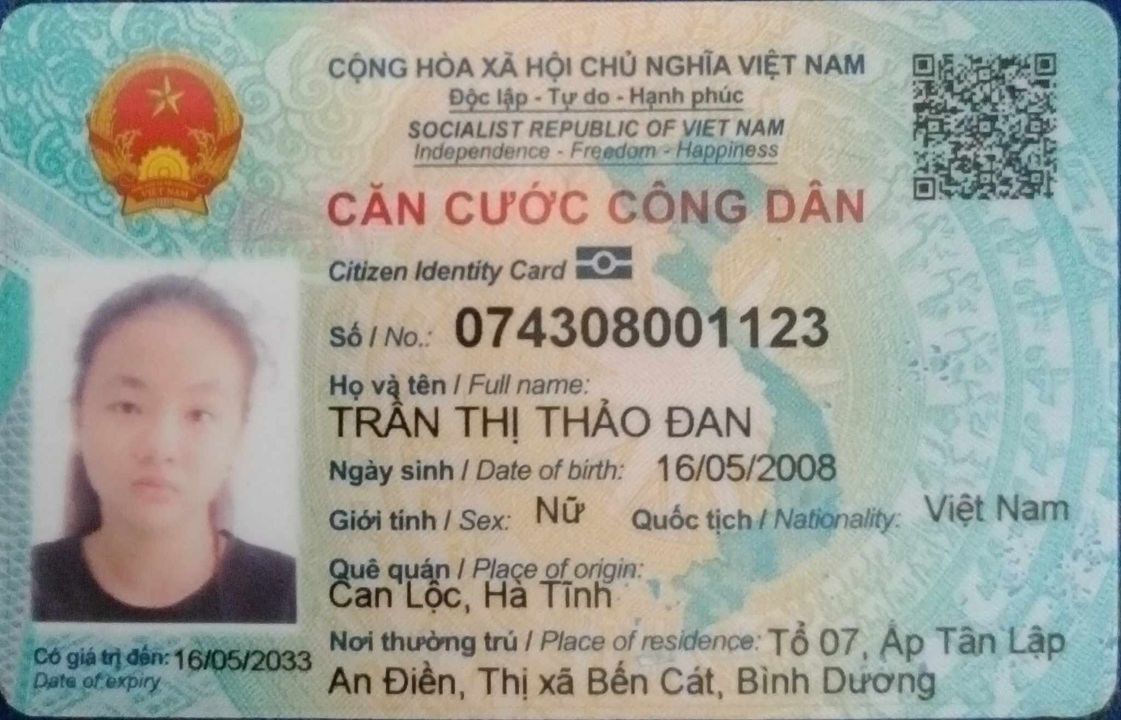 CỘNG HÒA XÃ HỘI CHỦ NGHĨA VIỆT NAM
Độc lập - Tự do - Hạnh phúc
SOCIALIST REPUBLIC OF VIET NAM
Independence - Freedom - Happiness
VIỆT NAM
CĂN CƯỚC CÔNG DÂN
Citizen Identity Card
Số / No.: 074308001123
Họ và tên / Full name:
TRẦN THỊ THẢO ĐAN
Ngày sinh / Date of birth: 16/05/2008
Giới tính / Sex: Nữ Quốc tịch / Nationality: Việt Nam
Quê quán / Place of origin:
Can Lộc, Hà Tĩnh
Nơi thường trú / Place of residence: Tổ 07, Ấp Tân Lập
An Điền, Thị xã Bến Cát, Bình Dương
Có giá trị đến: 16/05/2033
Date of expiry